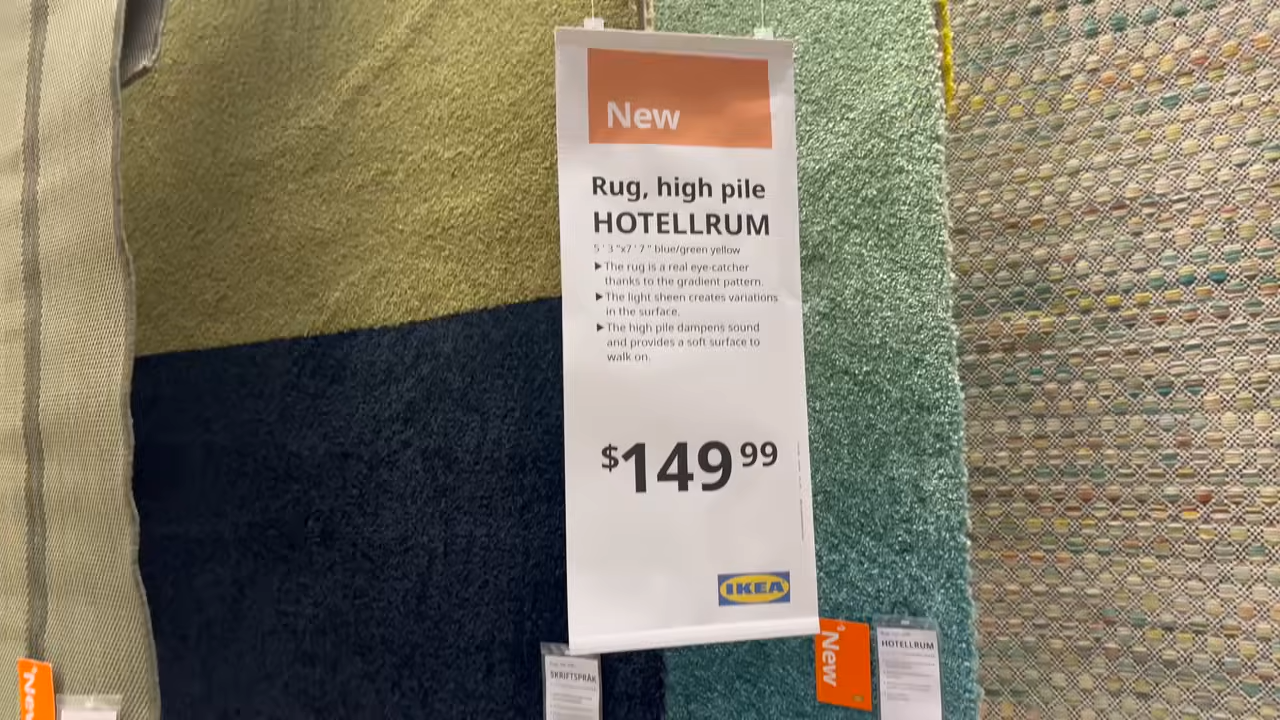 New
Rug, high pile
HOTELLRUM
5 ' 3 "x7 ' 7 " blue/green yellow
▶ The rug is a real eye-catcher
thanks to the gradient pattern.
▶ The light sheen creates variations
in the surface.
▶ The high pile dampens sound
and provides a soft surface to
walk on.
$149 99
IKEA
New
HOTELLRUM
SKRIFTSPRÅK
New